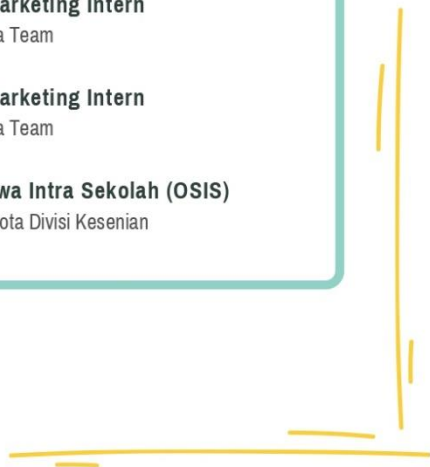 arketing Intern
a Team
arketing Intern
a Team
wa Intra Sekolah (OSIS)
ota Divisi Kesenian